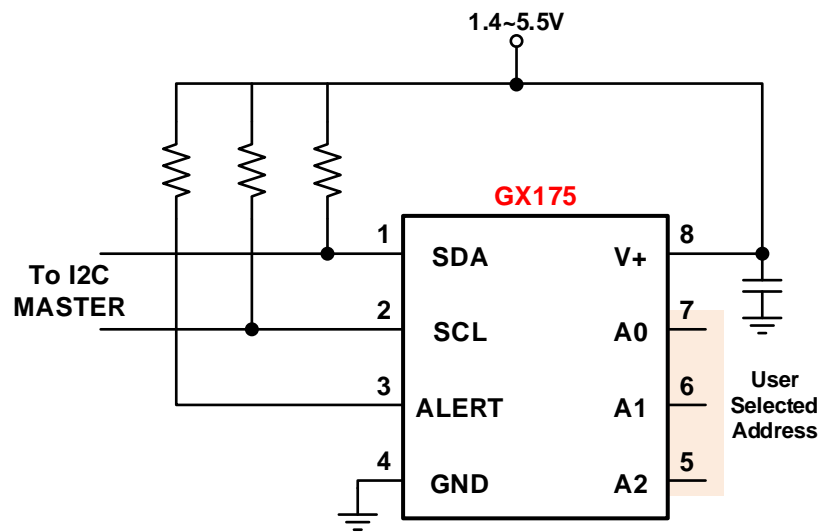 1.4~5.5V
GX175
1
SDA
V+
8
To I2C
MASTER
2
SCL
A0
7
3
ALERT
A1
6
User
Selected
Address
4
GND
A2
5